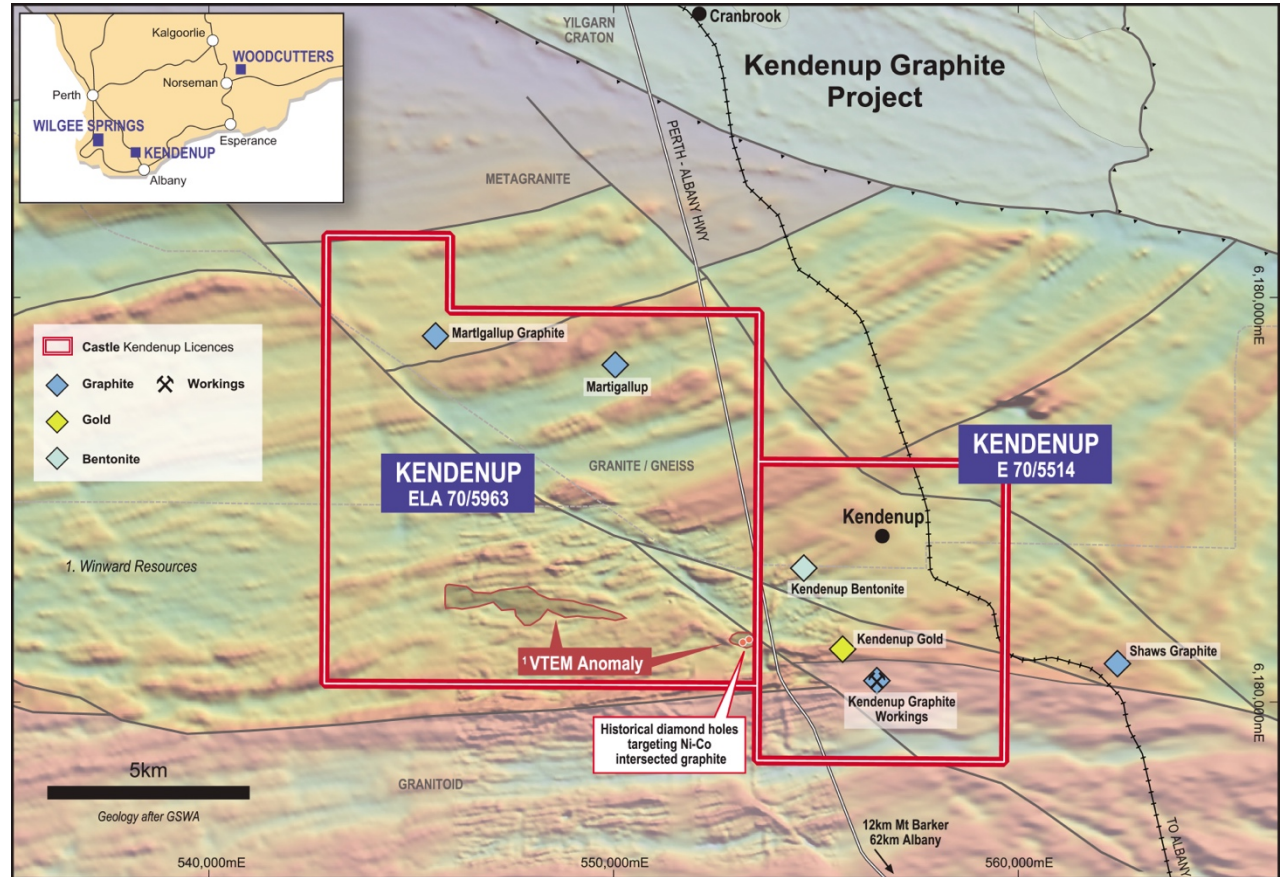 Kalgoorlie
WOODCUTTERS
Norseman
Perth
WILGEE SPRINGS
Esperance
KENDENUP
Albany
YILGARN
CRATON
Cranbrook
Kendenup Graphite
Project
METAGRANITE
PERTH - ALBANY HWY
6,180,000mE
Castle Kendenup Licences
Graphite
Workings
Gold
Bentonite
MartIgallup Graphite
Martigallup
KENDENUP
ELA 70/5963
GRANITE / GNEISS
KENDENUP
E 70/5514
Kendenup
1. Winward Resources
Kendenup Bentonite
1 VTEM Anomaly
Kendenup Gold
Shaws Graphite
Kendenup Graphite
Workings
6,180,000mE
Historical diamond holes
targeting Ni-Co
intersected graphite
5km
Geology after GSWA
GRANITOID
12km Mt Barker
62km Albany
TO ALBANY
540,000mE
550,000mE
560,000mE